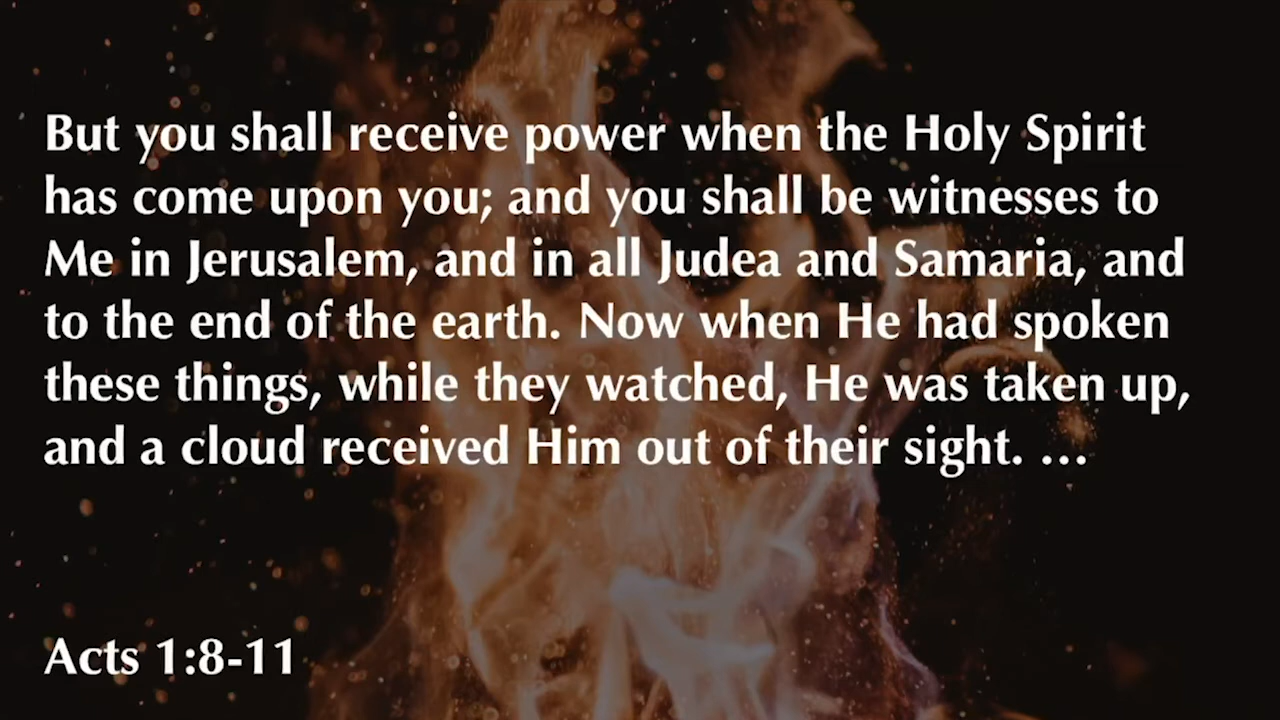 But you shall receive power when the Holy Spirit
has come upon you; and you shall be witnesses to
Me in Jerusalem, and in all Judea and Samaria, and
to the end of the earth. Now when He had spoken
these things, while they watched, He was taken up,
and a cloud received Him out of their sight. ...
Acts 1:8-11